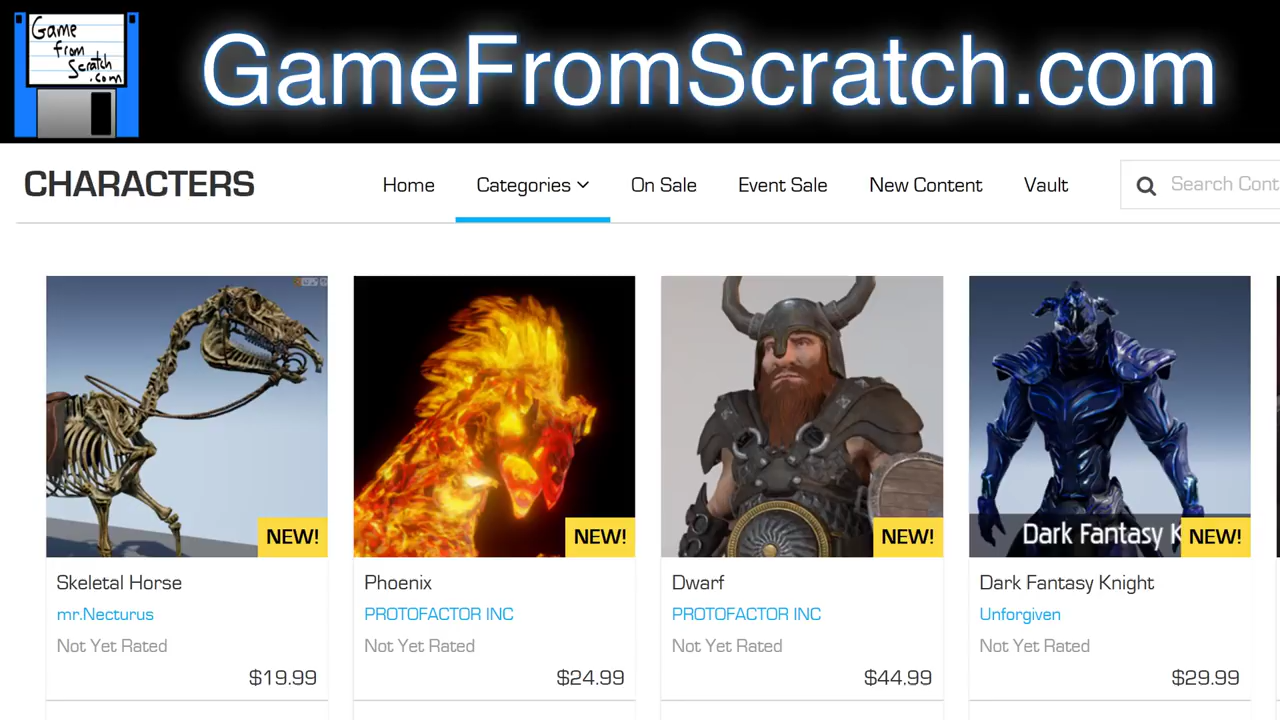 Game
from
Scratch
.com
GameFromScratch.com
CHARACTERS
Home
Categories
On Sale
Event Sale
New Content
Vault
Search Cont
NEW!
NEW!
NEW!
Dark Fantasy K
NEW!
Skeletal Horse
mr.Necturus
Not Yet Rated
$19.99
Phoenix
PROTOFACTOR INC
Not Yet Rated
$24.99
Dwarf
PROTOFACTOR INC
Not Yet Rated
$44.99
Dark Fantasy Knight
Unforgiven
Not Yet Rated
$29.99